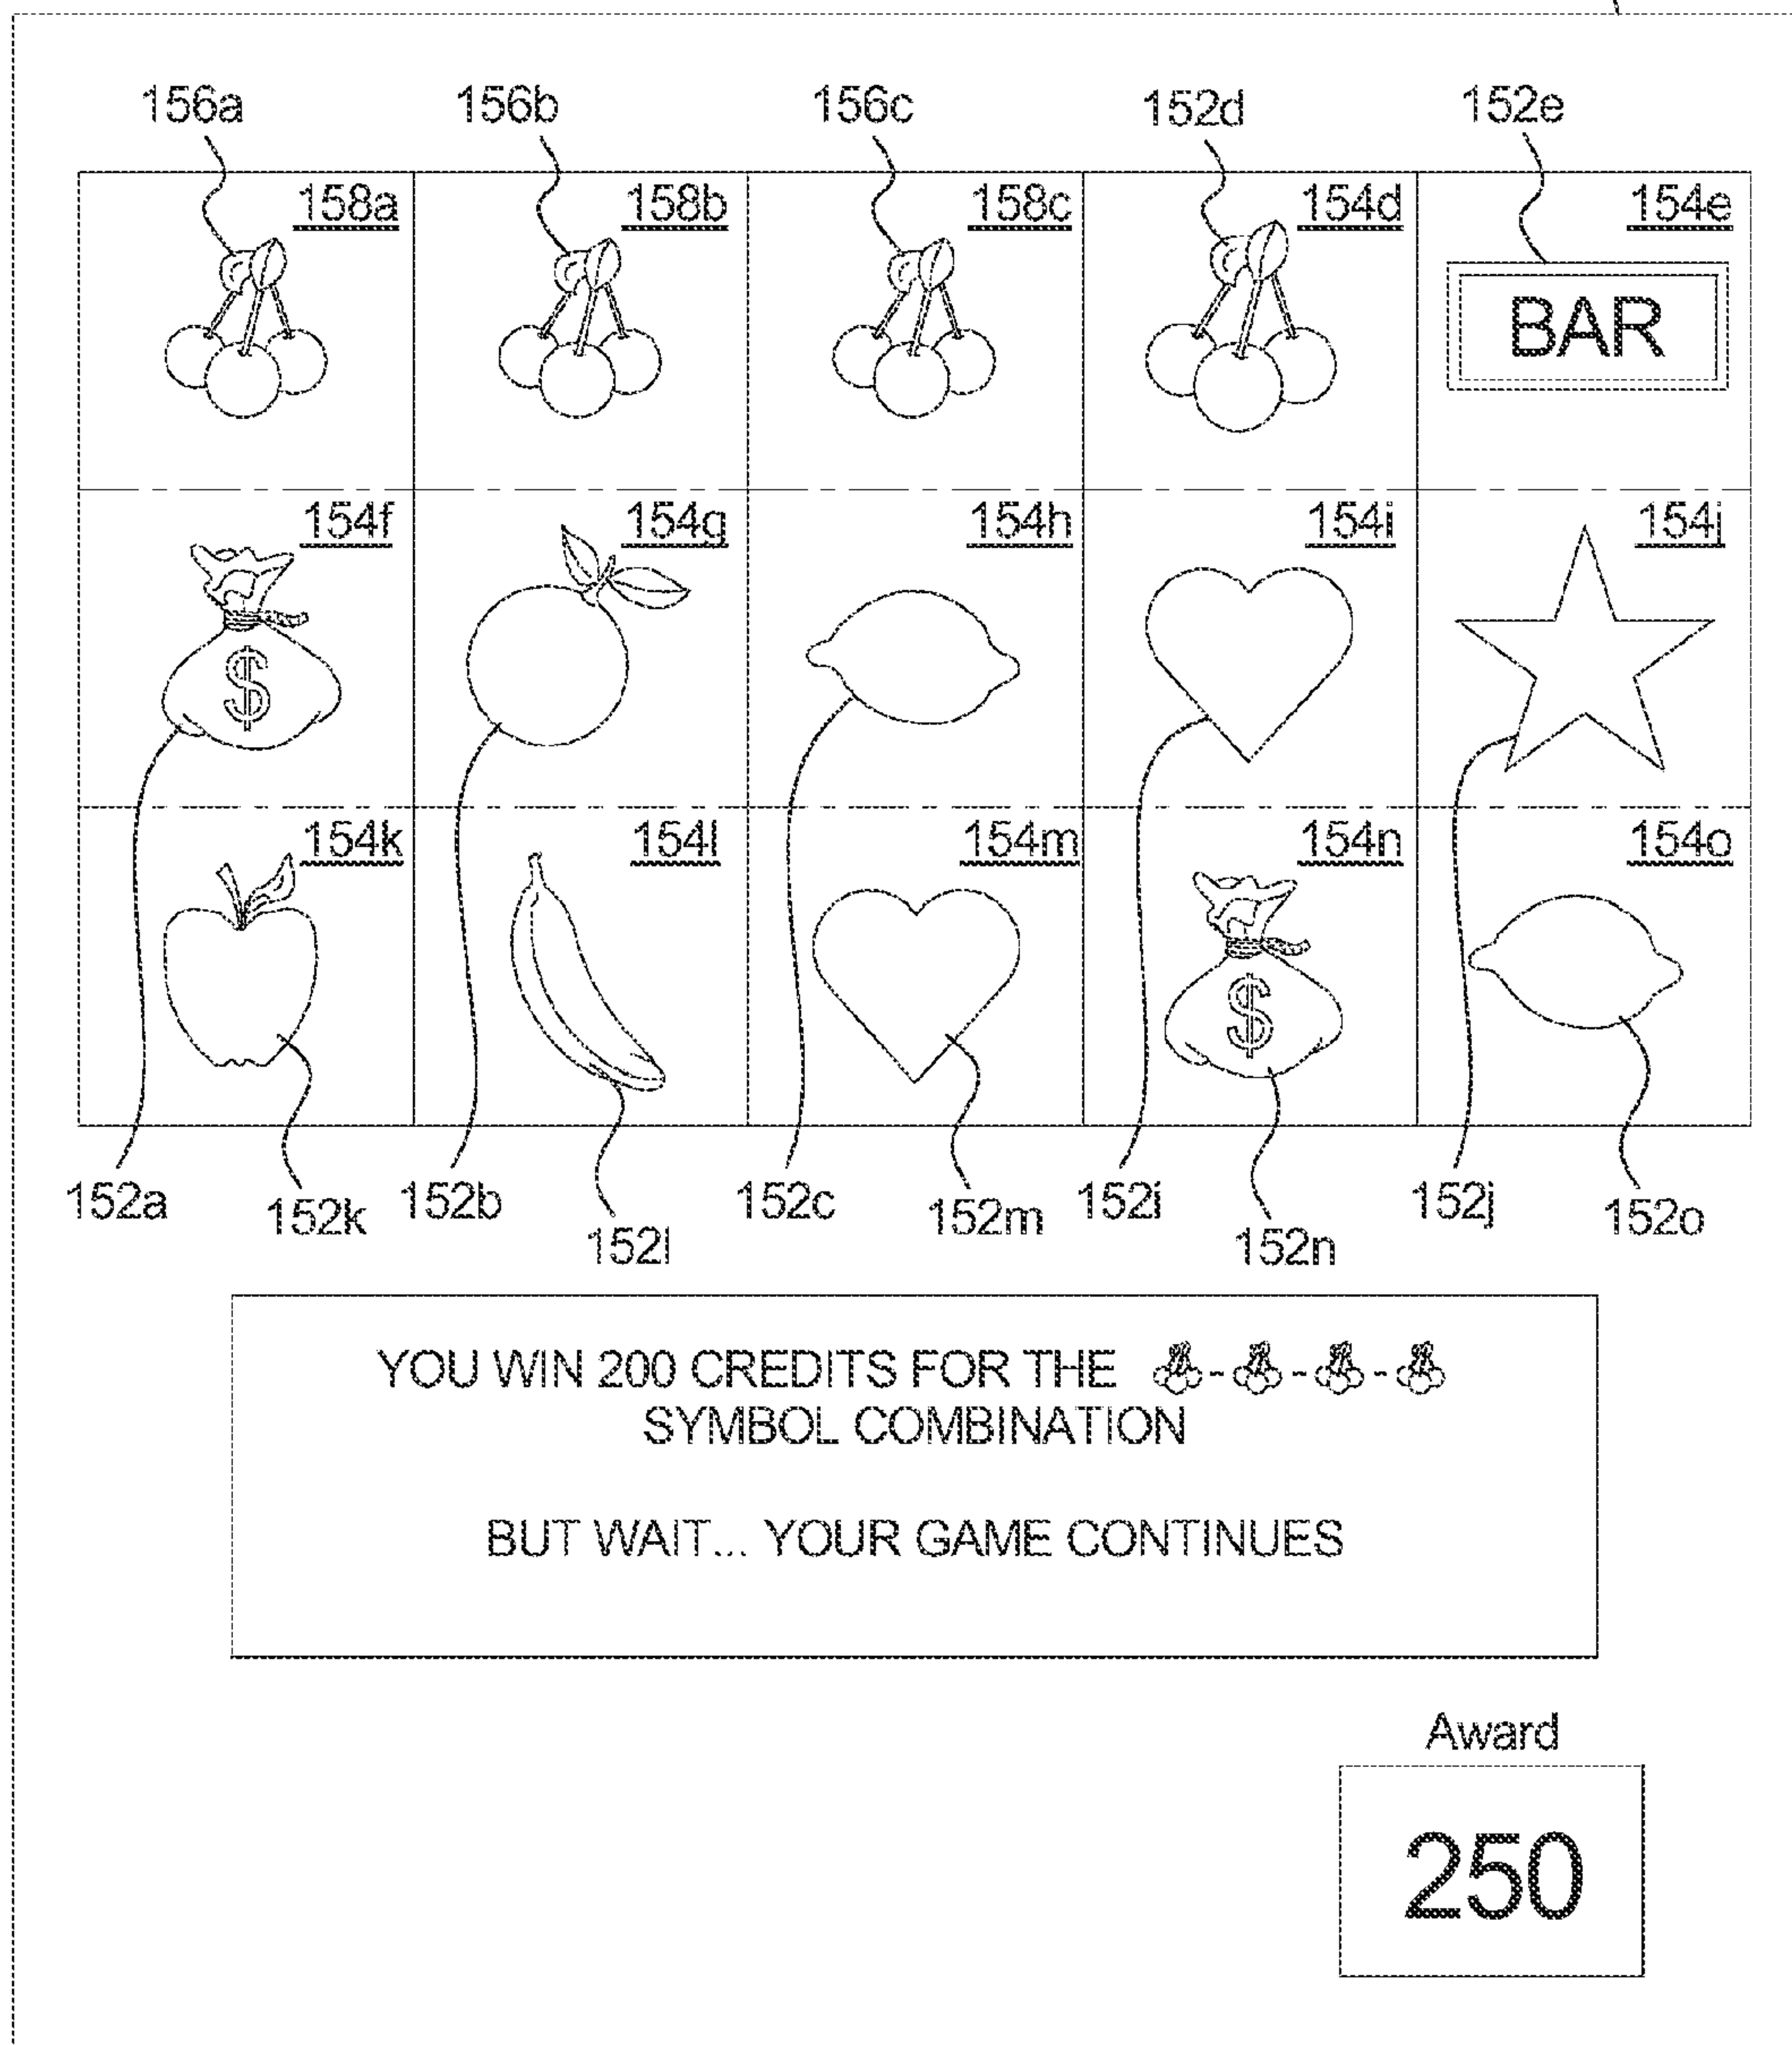 156a 156b 156c 152d 152e
158a 158b 158c 154d 154e
BAR
154f 154g 154h 154i 154j
$
154k 154l 154m 154n 154o
$
152a 152k 152b 152l 152c 152m 152i 152n 152j 152o
YOU WIN 200 CREDITS FOR THE - - -
SYMBOL COMBINATION
BUT WAIT... YOUR GAME CONTINUES
Award
250